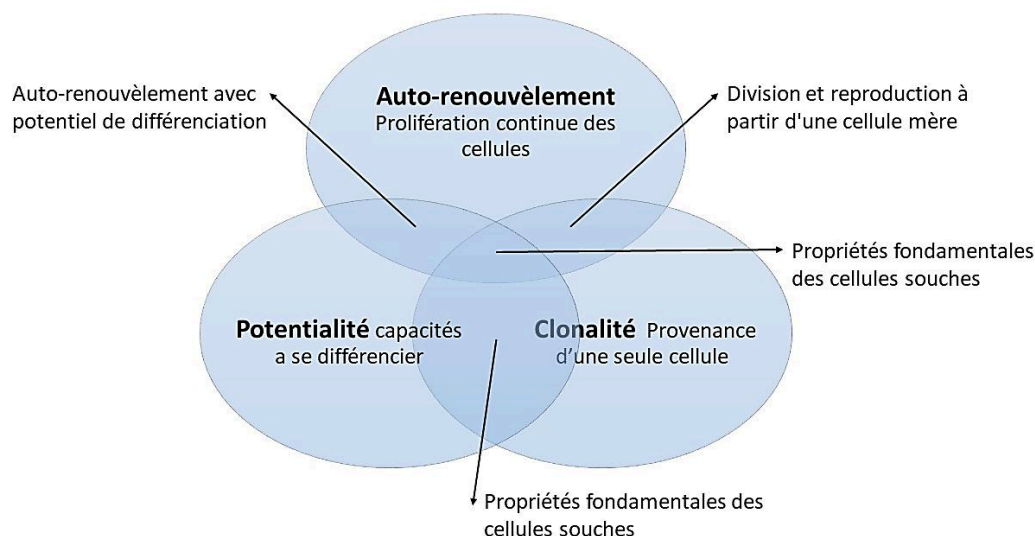 Auto-renouvèlement
Prolifération continue des
cellules
Auto-renouvèlement avec
potentiel de différenciation
Division et reproduction à
partir d'une cellule mère
Propriétés fondamentales
des cellules souches
Potentialité capacités
a se différencier
Clonalité Provenance
d’une seule cellule
Propriétés fondamentales des
cellules souches